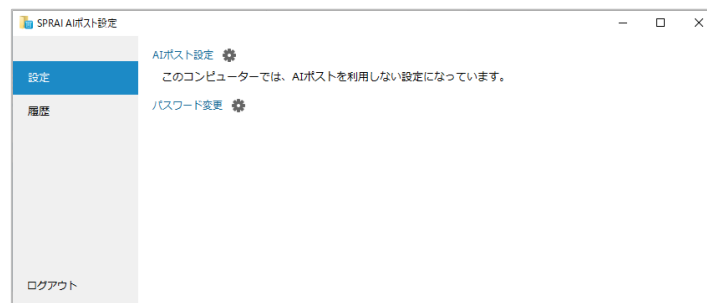 SPRAI AIポスト設定
設定
履歴
ログアウト
AIポスト設定
このコンピューターでは、AIポストを利用しない設定になっています。
パスワード変更